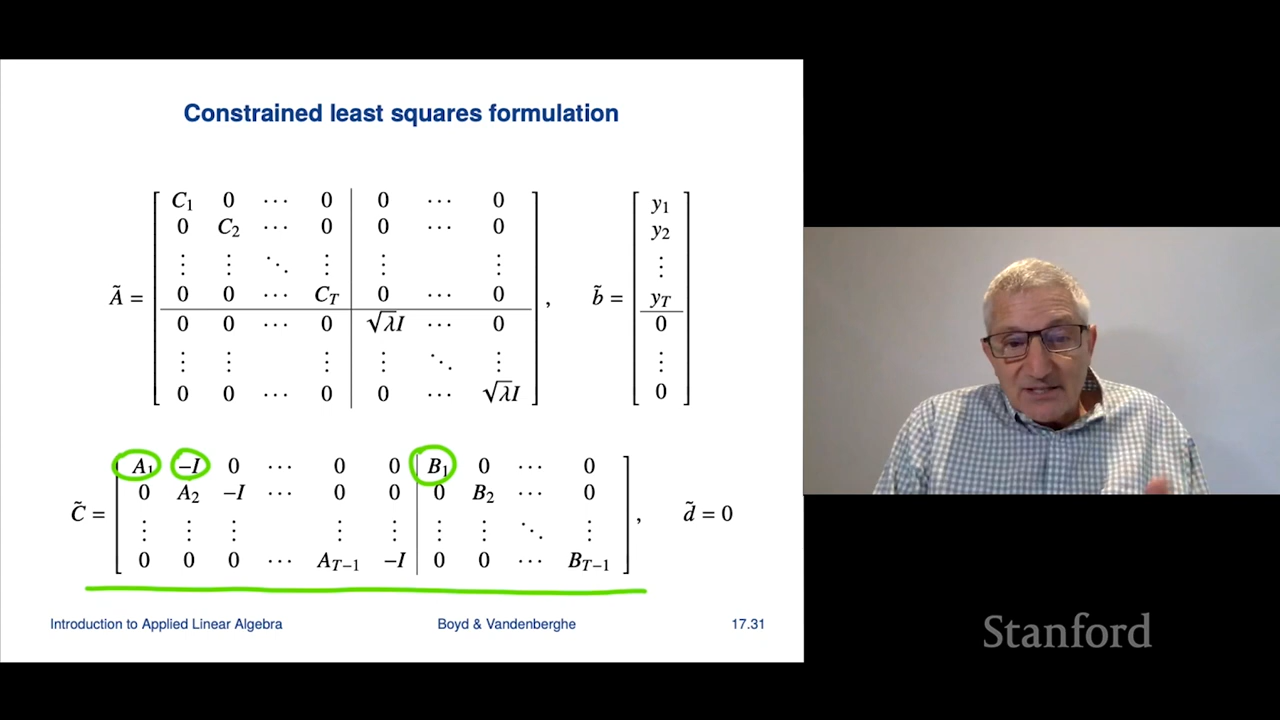 Constrained least squares formulation
Ã = [ C₁ 0 ⋯ 0 | 0 ⋯ 0
0 C₂ ⋯ 0 | 0 ⋯ 0
⋮ ⋮ ⋱ ⋮ | ⋮ ⋮
0 0 ⋯ C_T | 0 ⋯ 0
0 0 ⋯ 0 | √λI ⋯ 0
⋮ ⋮ ⋮ | ⋮ ⋱ ⋮
0 0 ⋯ 0 | 0 ⋯ √λI ],
b̃ = [ y₁
y₂
⋮
y_T
0
⋮
0 ]
C̃ = [ A₁ −I 0 ⋯ 0 0 | B₁ 0 ⋯ 0
0 A₂ −I ⋯ 0 0 | 0 B₂ ⋯ 0
⋮ ⋮ ⋮ ⋮ ⋮ | ⋮ ⋮ ⋱ ⋮
0 0 0 ⋯ A_{T−1} −I | 0 0 ⋯ B_{T−1} ], d̃ = 0
Introduction to Applied Linear Algebra Boyd & Vandenberghe 17.31
Stanford